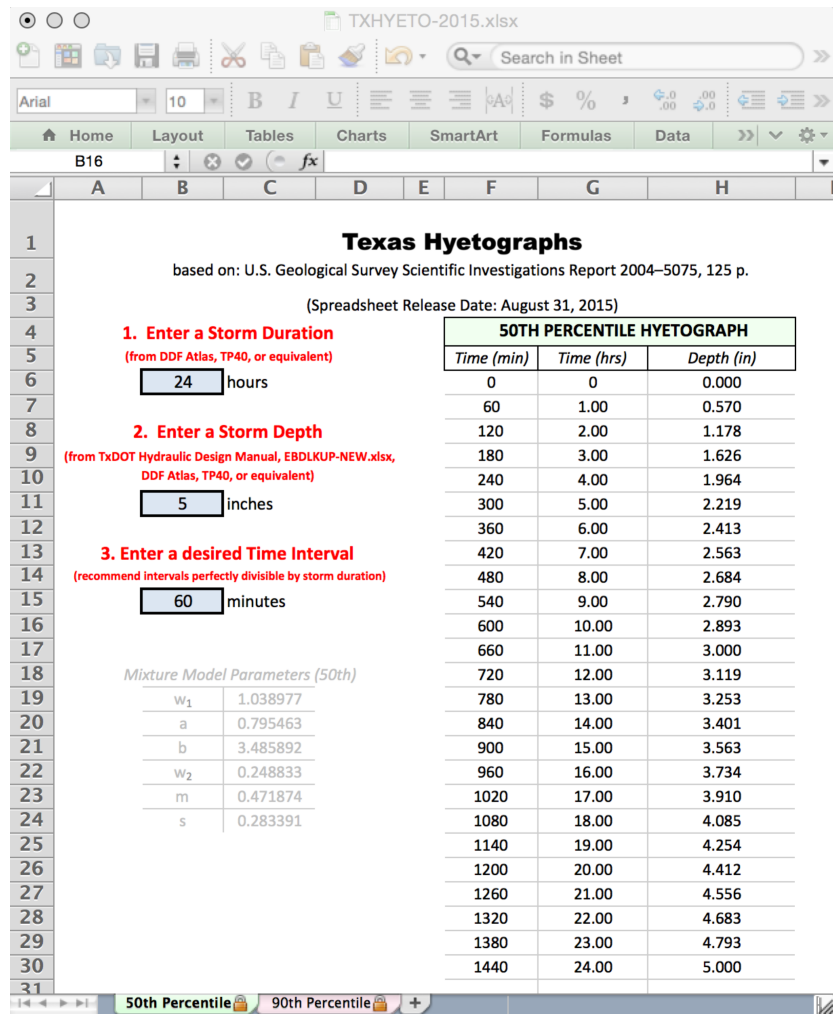 TXHYETO-2015.xlsx
Search in Sheet
Arial 10 B I U A $ % , .0 .00 .00 .0
Home Layout Tables Charts SmartArt Formulas Data
B16 fx
A B C D E F G H
1 Texas Hyetographs
2 based on: U.S. Geological Survey Scientific Investigations Report 2004–5075, 125 p.
3 (Spreadsheet Release Date: August 31, 2015)
4 1. Enter a Storm Duration 50TH PERCENTILE HYETOGRAPH
5 (from DDF Atlas, TP40, or equivalent) Time (min) Time (hrs) Depth (in)
6 24 hours 0 0 0.000
7 60 1.00 0.570
8 2. Enter a Storm Depth 120 2.00 1.178
9 (from TxDOT Hydraulic Design Manual, EBDLKUP-NEW.xlsx, 180 3.00 1.626
10 DDF Atlas, TP40, or equivalent) 240 4.00 1.964
11 5 inches 300 5.00 2.219
12 360 6.00 2.413
13 3. Enter a desired Time Interval 420 7.00 2.563
14 (recommend intervals perfectly divisible by storm duration) 480 8.00 2.684
15 60 minutes 540 9.00 2.790
16 600 10.00 2.893
17 660 11.00 3.000
18 Mixture Model Parameters (50th) 720 12.00 3.119
19 w1 1.038977 780 13.00 3.253
20 a 0.795463 840 14.00 3.401
21 b 3.485892 900 15.00 3.563
22 w2 0.248833 960 16.00 3.734
23 m 0.471874 1020 17.00 3.910
24 s 0.283391 1080 18.00 4.085
25 1140 19.00 4.254
26 1200 20.00 4.412
27 1260 21.00 4.556
28 1320 22.00 4.683
29 1380 23.00 4.793
30 1440 24.00 5.000
31
50th Percentile 90th Percentile +